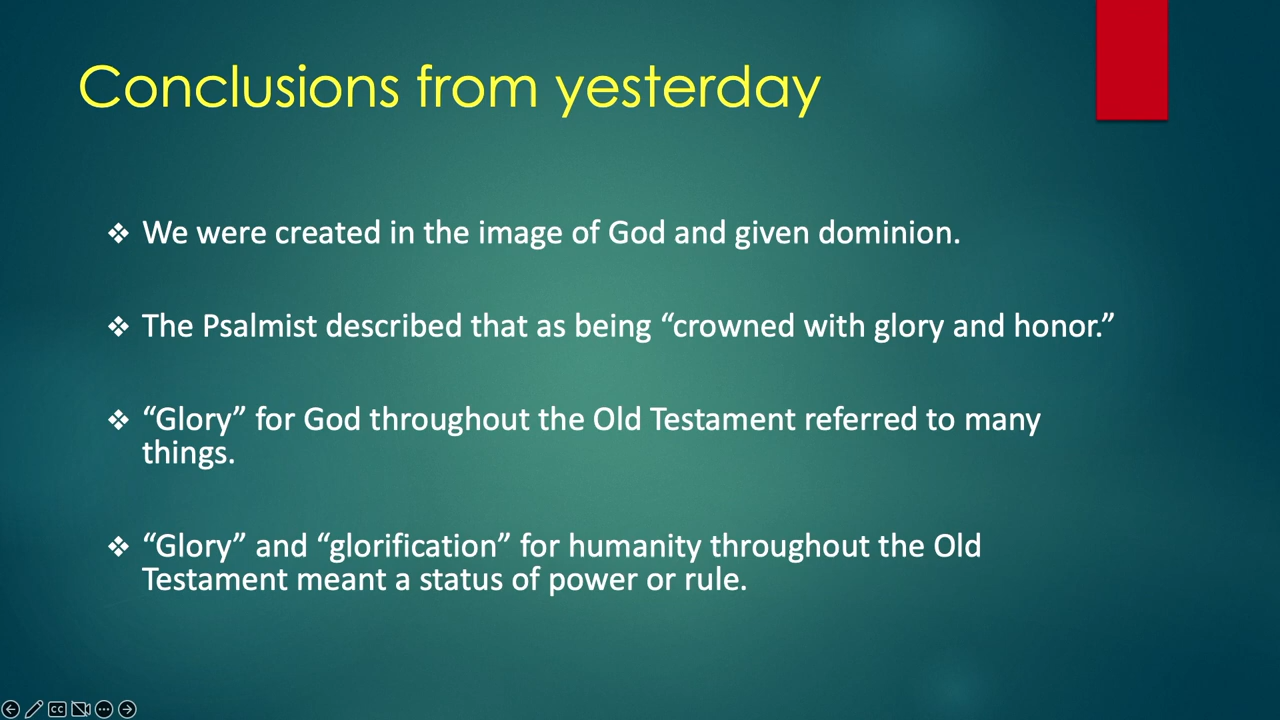 Conclusions from yesterday
❖ We were created in the image of God and given dominion.
❖ The Psalmist described that as being “crowned with glory and honor.”
❖ “Glory” for God throughout the Old Testament referred to many
things.
❖ “Glory” and “glorification” for humanity throughout the Old
Testament meant a status of power or rule.
CC